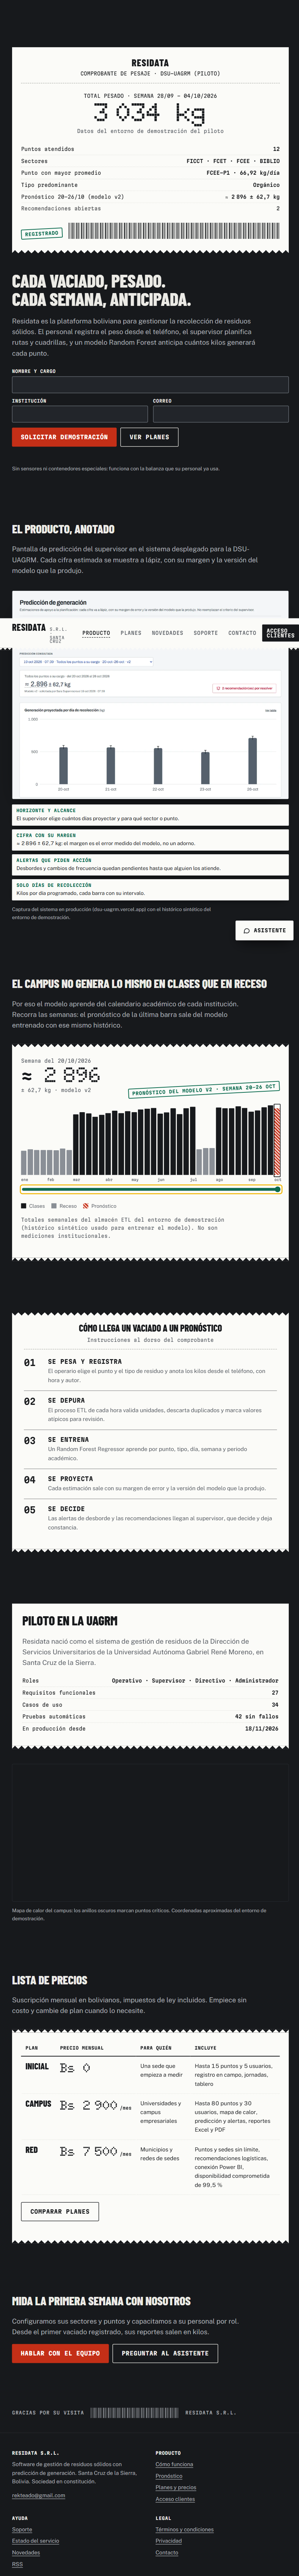 RESIDATA
COMPROBANTE DE PESAJE · DSU-UAGRM (PILOTO)
TOTAL PESADO · SEMANA 28/09 – 04/10/2026
3 034 kg
Datos del entorno de demostración del piloto
Puntos atendidos 12
Sectores FICCT · FCET · FCEE · BIBLIO
Punto con mayor promedio FCEE-P1 · 66,92 kg/día
Tipo predominante Orgánico
Pronóstico 20–26/10 (modelo v2) ≈ 2 896 ± 62,7 kg
Recomendaciones abiertas 2
REGISTRADO
CADA VACIADO, PESADO.
CADA SEMANA, ANTICIPADA.
Residata es la plataforma boliviana para gestionar la recolección de residuos
sólidos. El personal registra el peso desde el teléfono, el supervisor planifica
rutas y cuadrillas, y un modelo Random Forest anticipa cuántos kilos generará
cada punto.
NOMBRE Y CARGO
INSTITUCIÓN CORREO
SOLICITAR DEMOSTRACIÓN VER PLANES
Sin sensores ni contenedores especiales: funciona con la balanza que su personal ya usa.
EL PRODUCTO, ANOTADO
Pantalla de predicción del entorno en el sistema desplegado para la DSU-
UAGRM. Cada cifra estimada se muestra a lápiz, con su margen y la versión del
modelo que la produjo.
Predicción de generación
RESIDATA S.R.L. · SANTA CRUZ PRODUCTO PLANES NOVEDADES SOPORTE CONTACTO ACCESO CLIENTES
≈ 2.896 ± 62,7 kg
Generación proyectada por día de recolección (kg)
1.000
500
0
20-oct 21-oct 22-oct 23-oct 26-oct
HORIZONTE Y ALCANCE
El supervisor elige cuántos días proyectar y para qué sector o punto.
CIFRA CON SU MARGEN
≈ 2 896 ± 62,7 kg: el margen es el error medido del modelo, no un adorno.
ALERTAS QUE PIDEN ACCIÓN
Desbordes y cambios de frecuencia quedan pendientes hasta que alguien los atiende.
SOLO DÍAS DE RECOLECCIÓN
Kilos por día programado, cada barra con su intervalo.
Captura del sistema en producción (dsu-uagrm.vercel.app) con el histórico sintético del
entorno de demostración.
ASISTENTE
EL CAMPUS NO GENERA LO MISMO EN CLASES QUE EN RECESO
Por eso el modelo aprende del calendario académico de cada institución.
Recorra las semanas: el pronóstico de la última barra sale del modelo
entrenado con ese mismo histórico.
Semana del 20/10/2026
≈ 2 896
± 62,7 kg · modelo v2
PRONÓSTICO DEL MODELO V2 · SEMANA 20–26 OCT
ene feb mar abr may jun jul ago sep oct
Clases Receso Pronóstico
Totales semanales del almacén ETL del entorno de demostración
(histórico sintético usado para entrenar el modelo). No son
mediciones institucionales.
CÓMO LLEGA UN VACIADO A UN PRONÓSTICO
Instrucciones al dorso del comprobante
01 SE PESA Y REGISTRA
El operario elige el punto y el tipo de residuo y anota los kilos desde el teléfono, con
hora y autor.
02 SE DEPURA
El proceso ETL de cada hora valida unidades, descarta duplicados y marca valores
atípicos para revisión.
03 SE ENTRENA
Un Random Forest Regressor aprende por punto, tipo, día, semana y periodo
académico.
04 SE PROYECTA
Cada estimación sale con su margen de error y la versión del modelo que la produjo.
05 SE DECIDE
Las alertas de desborde y las recomendaciones llegan al supervisor, que decide y deja
constancia.
PILOTO EN LA UAGRM
Residata nació como el sistema de gestión de residuos de la Dirección de
Servicios Universitarios de la Universidad Autónoma Gabriel René Moreno, en
Santa Cruz de la Sierra.
Roles Operativo · Supervisor · Directivo · Administrador
Requisitos funcionales 27
Casos de uso 34
Pruebas automáticas 42 sin fallos
En producción desde 18/11/2026
Mapa de calor del campus: los anillos oscuros marcan puntos críticos. Coordenadas aproximadas del entorno de
demostración.
LISTA DE PRECIOS
Suscripción mensual en bolivianos, impuestos de ley incluidos. Empiece sin
costo y cambie de plan cuando lo necesite.
PLAN PRECIO MENSUAL PARA QUIÉN INCLUYE
INICIAL Bs 0 Una sede que empieza a medir Hasta 15 puntos y 5 usuarios, registro en campo, jornadas, tablero
CAMPUS Bs 2 900 /mes Universidades y campus empresariales Hasta 80 puntos y 30 usuarios, mapa de calor, predicción y alertas, reportes Excel y PDF
RED Bs 7 500 /mes Municipios y redes de sedes Puntos y sedes sin límite, recomendaciones logísticas, conexión Power BI, disponibilidad comprometida de 99,5 %
COMPARAR PLANES
MIDA LA PRIMERA SEMANA CON NOSOTROS
Configuramos sus sectores y puntos y capacitamos a su personal por rol.
Desde el primer vaciado registrado, sus reportes salen en kilos.
HABLAR CON EL EQUIPO PREGUNTAR AL ASISTENTE
GRACIAS POR SU VISITA RESIDATA S.R.L.
RESIDATA S.R.L.
Software de gestión de residuos sólidos con
predicción de generación. Santa Cruz de la Sierra,
Bolivia. Sociedad en constitución.
rekleado@gmail.com
PRODUCTO
Cómo funciona
Pronóstico
Planes y precios
Acceso clientes
AYUDA
Soporte
Estado del servicio
Novedades
RSS
LEGAL
Términos y condiciones
Privacidad
Contacto